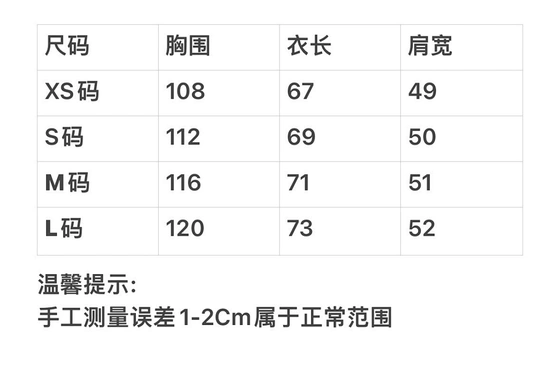 尺码 胸围 衣长 肩宽
XS码 108 67 49
S码 112 69 50
M码 116 71 51
L码 120 73 52
温馨提示:
手工测量误差1-2Cm属于正常范围